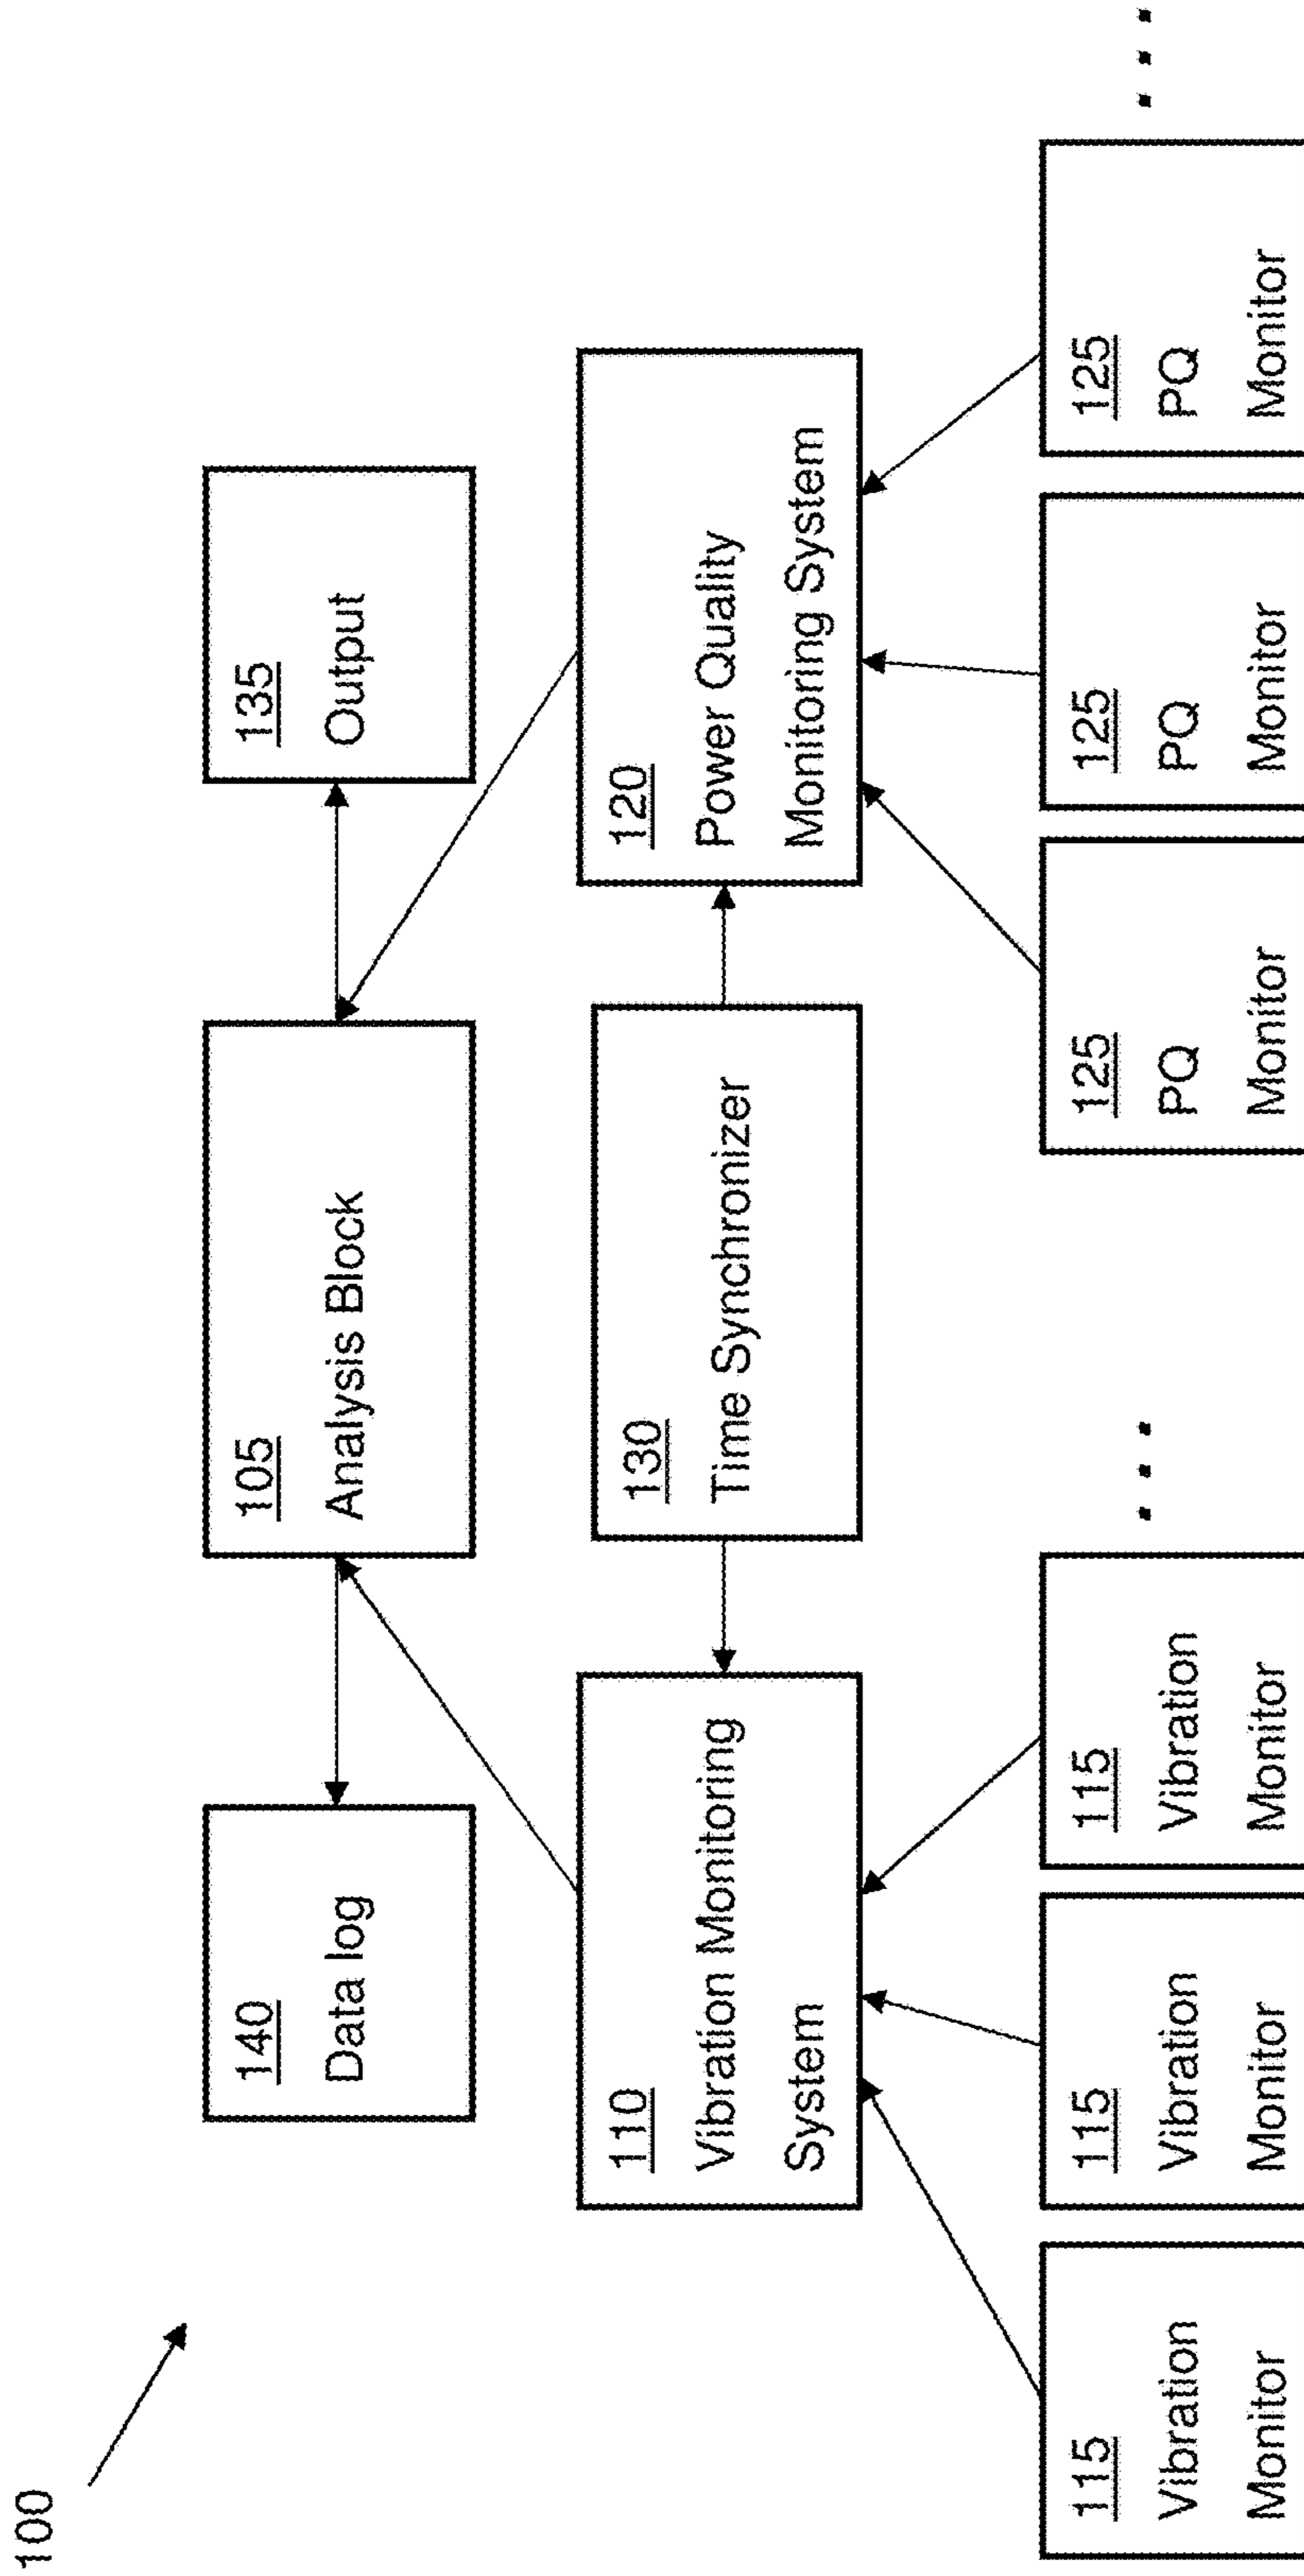 100
140
Data log
105
Analysis Block
135
Output
110
Vibration Monitoring
System
130
Time Synchronizer
120
Power Quality
Monitoring System
115
Vibration
Monitor
115
Vibration
Monitor
115
Vibration
Monitor
125
PQ
Monitor
125
PQ
Monitor
125
PQ
Monitor